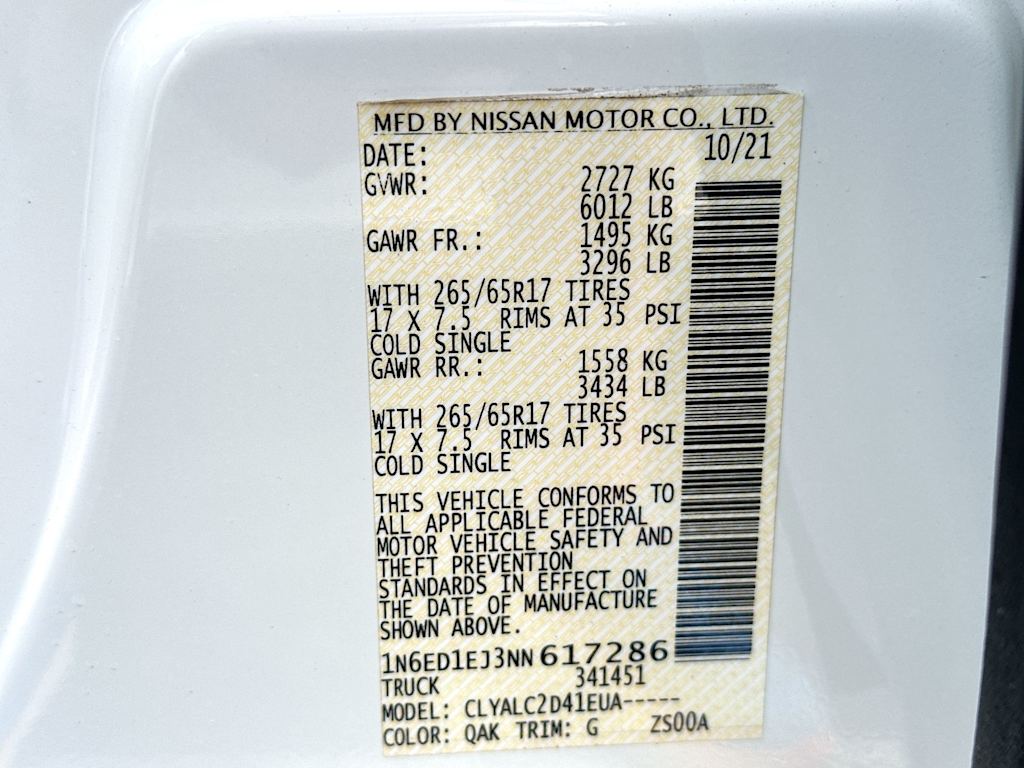 MFD BY NISSAN MOTOR CO., LTD.
DATE: 10/21
GVWR: 2727 KG
6012 LB
GAWR FR.: 1495 KG
3296 LB
WITH 265/65R17 TIRES
17 X 7.5 RIMS AT 35 PSI
COLD SINGLE
GAWR RR.: 1558 KG
3434 LB
WITH 265/65R17 TIRES
17 X 7.5 RIMS AT 35 PSI
COLD SINGLE
THIS VEHICLE CONFORMS TO
ALL APPLICABLE FEDERAL
MOTOR VEHICLE SAFETY AND
THEFT PREVENTION
STANDARDS IN EFFECT ON
THE DATE OF MANUFACTURE
SHOWN ABOVE.
1N6ED1EJ3NN617286
TRUCK 341451
MODEL: CLYALC2D41EUA-----
COLOR: QAK TRIM: G ZS00A